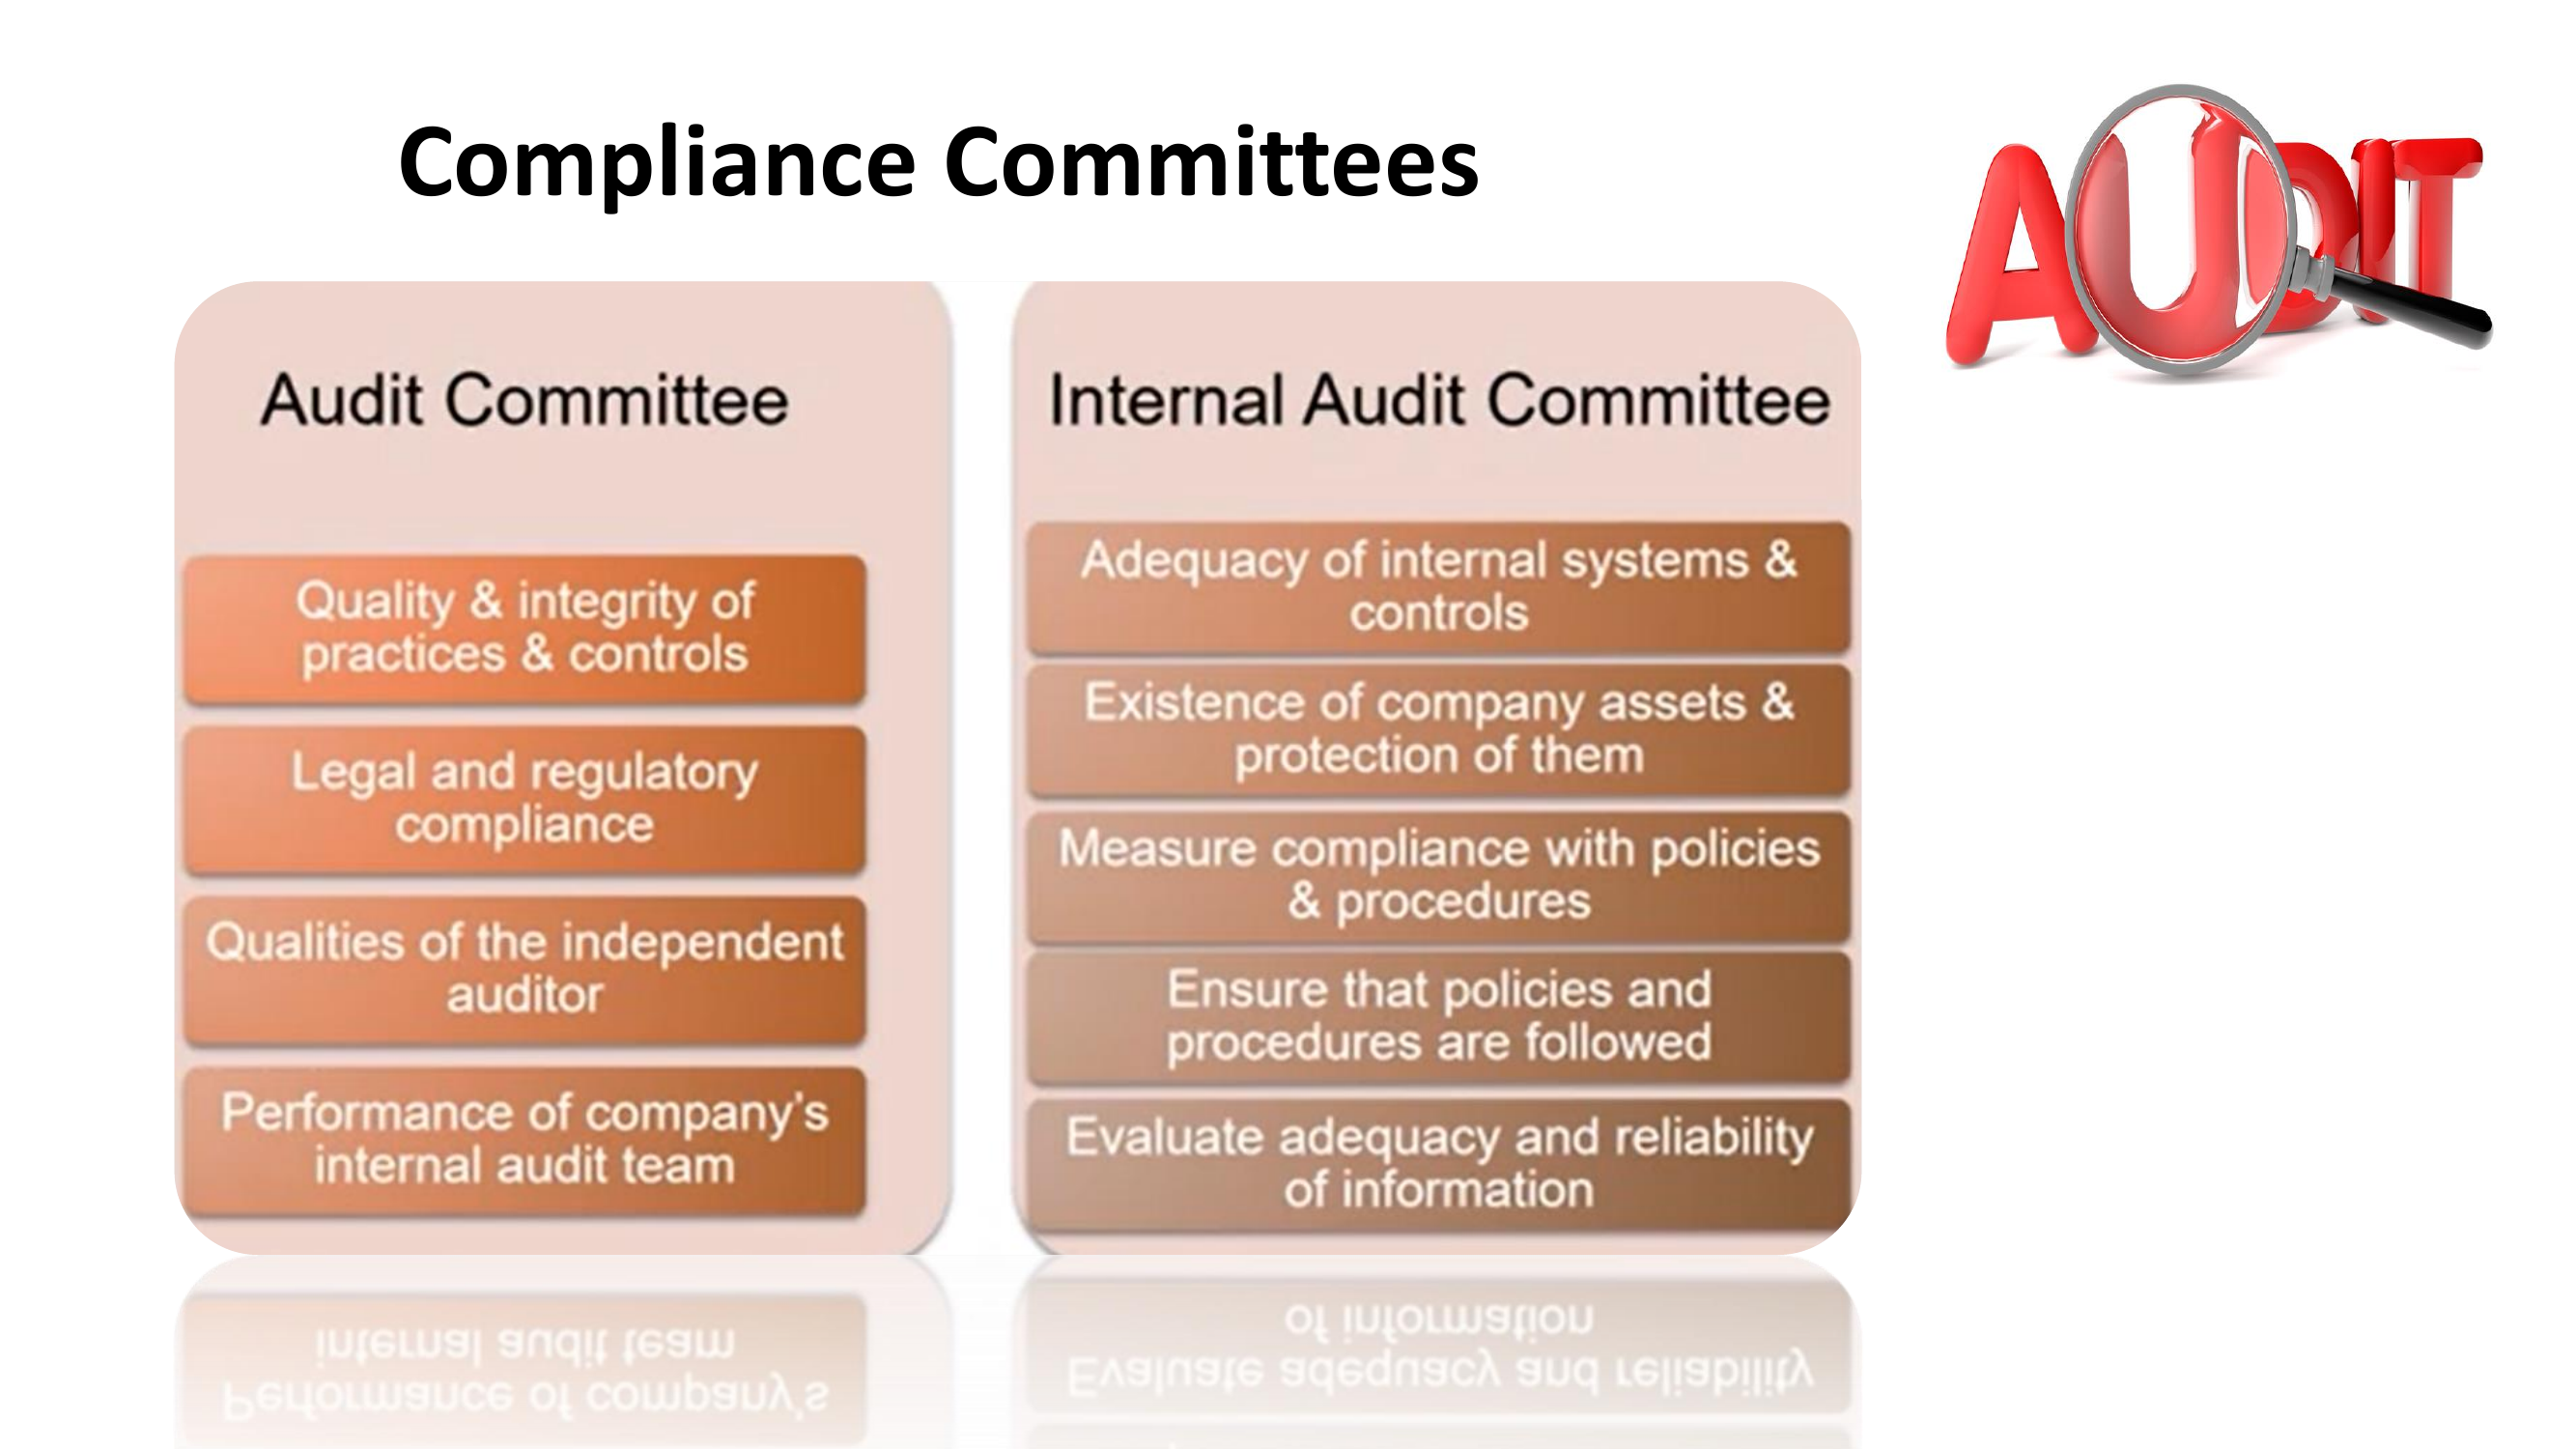 Compliance Committees
AUDIT
Audit Committee
Quality & integrity of
practices & controls
Legal and regulatory
compliance
Qualities of the independent
auditor
Performance of company's
internal audit team
Internal Audit Committee
Adequacy of internal systems &
controls
Existence of company assets &
protection of them
Measure compliance with policies
& procedures
Ensure that policies and
procedures are followed
Evaluate adequacy and reliability
of information